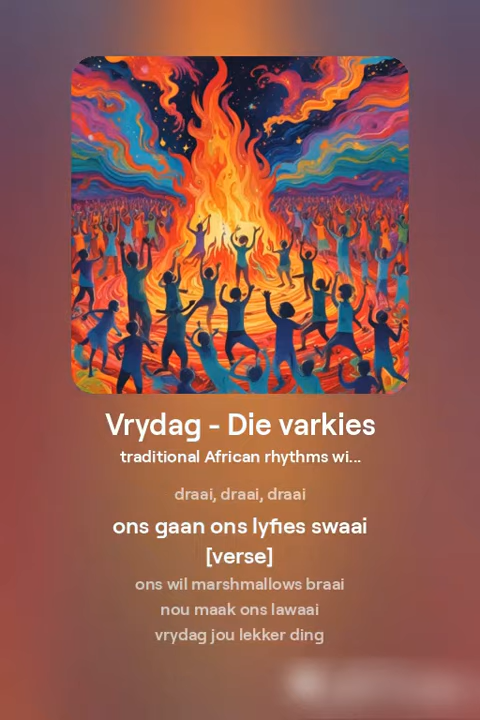 Vrydag - Die varkies
traditional African rhythms wi...
draai, draai, draai
ons gaan ons lyfies swaai
[verse]
ons wil marshmallows braai
nou maak ons lawaai
vrydag jou lekker ding